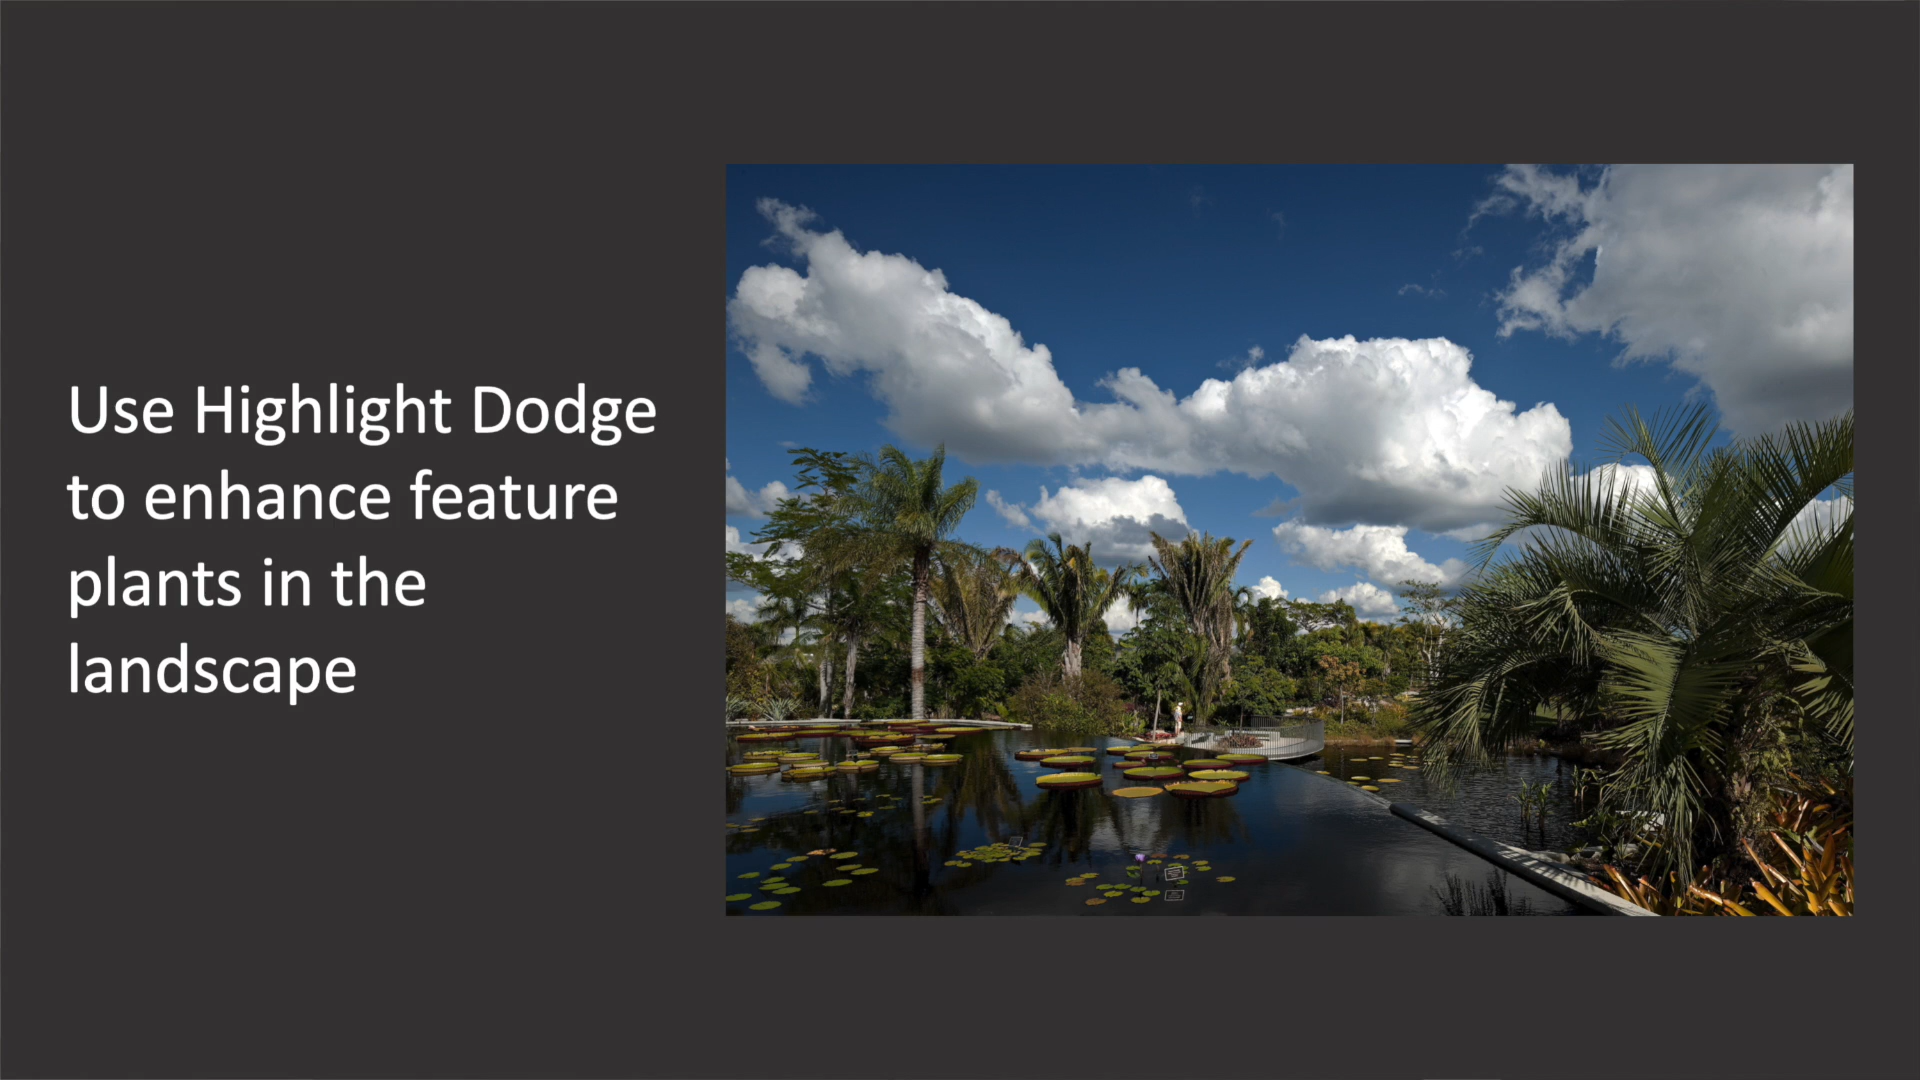 Use Highlight Dodge
to enhance feature
plants in the
landscape